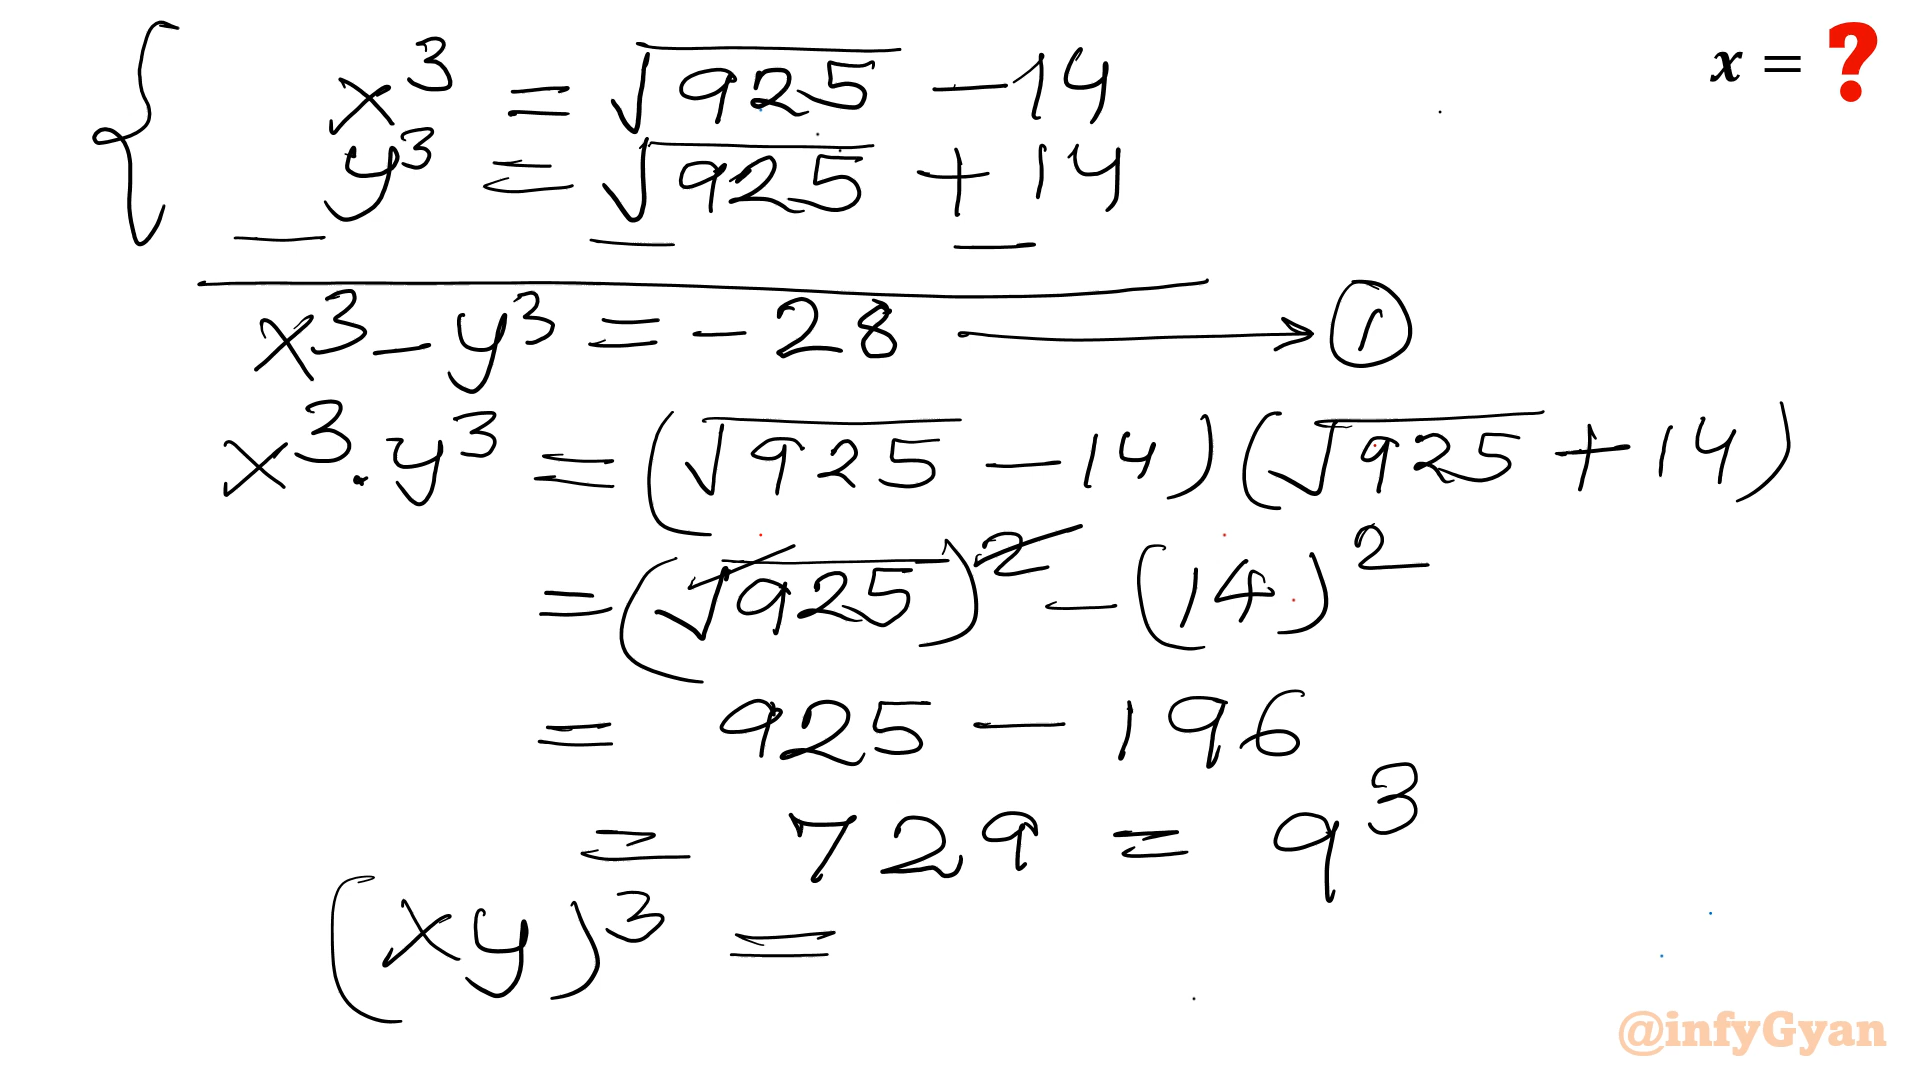 x³ = √925 − 14
x = ?
y³ = √925 + 14
− − −
x³ − y³ = −28 → ①
x³·y³ = (√925 − 14)(√925 + 14)
= (√925)² − (14)²
= 925 − 196
= 729 = 9³
(xy)³ =
@infyGyan